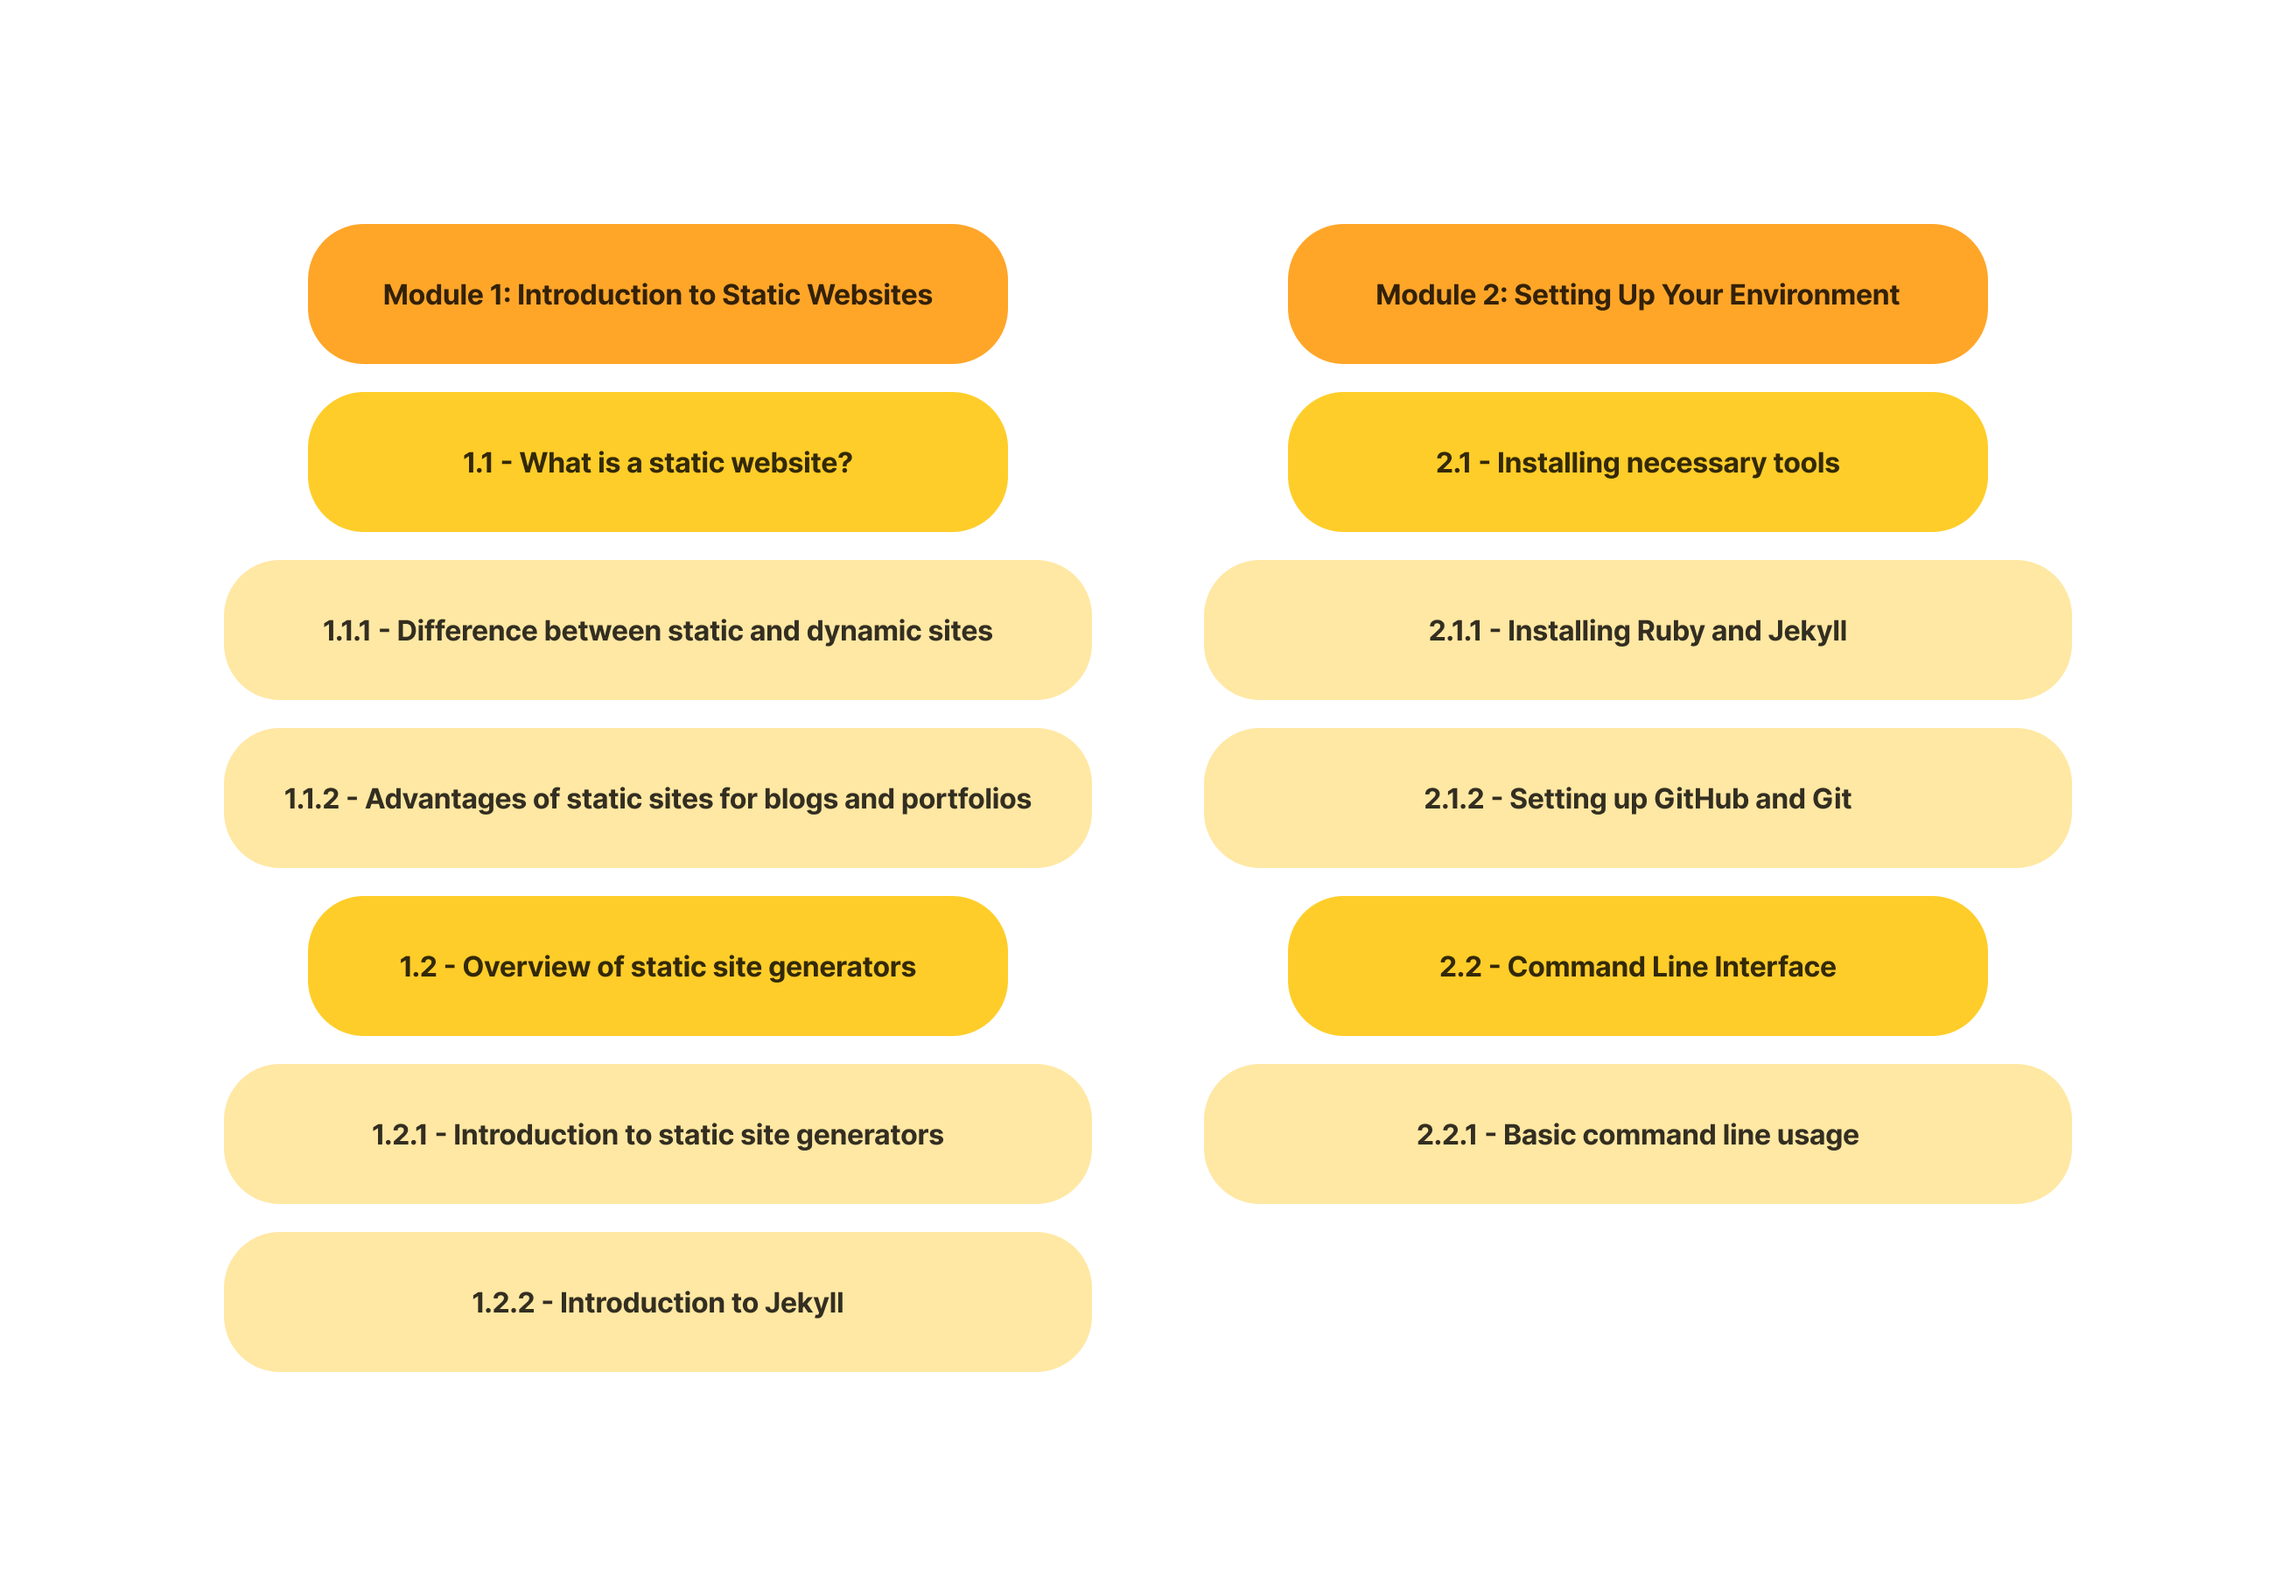 Module 1: Introduction to Static Websites
1.1 - What is a static website?
1.1.1 - Difference between static and dynamic sites
1.1.2 - Advantages of static sites for blogs and portfolios
1.2 - Overview of static site generators
1.2.1 - Introduction to static site generators
1.2.2 - Introduction to Jekyll
Module 2: Setting Up Your Environment
2.1 - Installing necessary tools
2.1.1 - Installing Ruby and Jekyll
2.1.2 - Setting up GitHub and Git
2.2 - Command Line Interface
2.2.1 - Basic command line usage